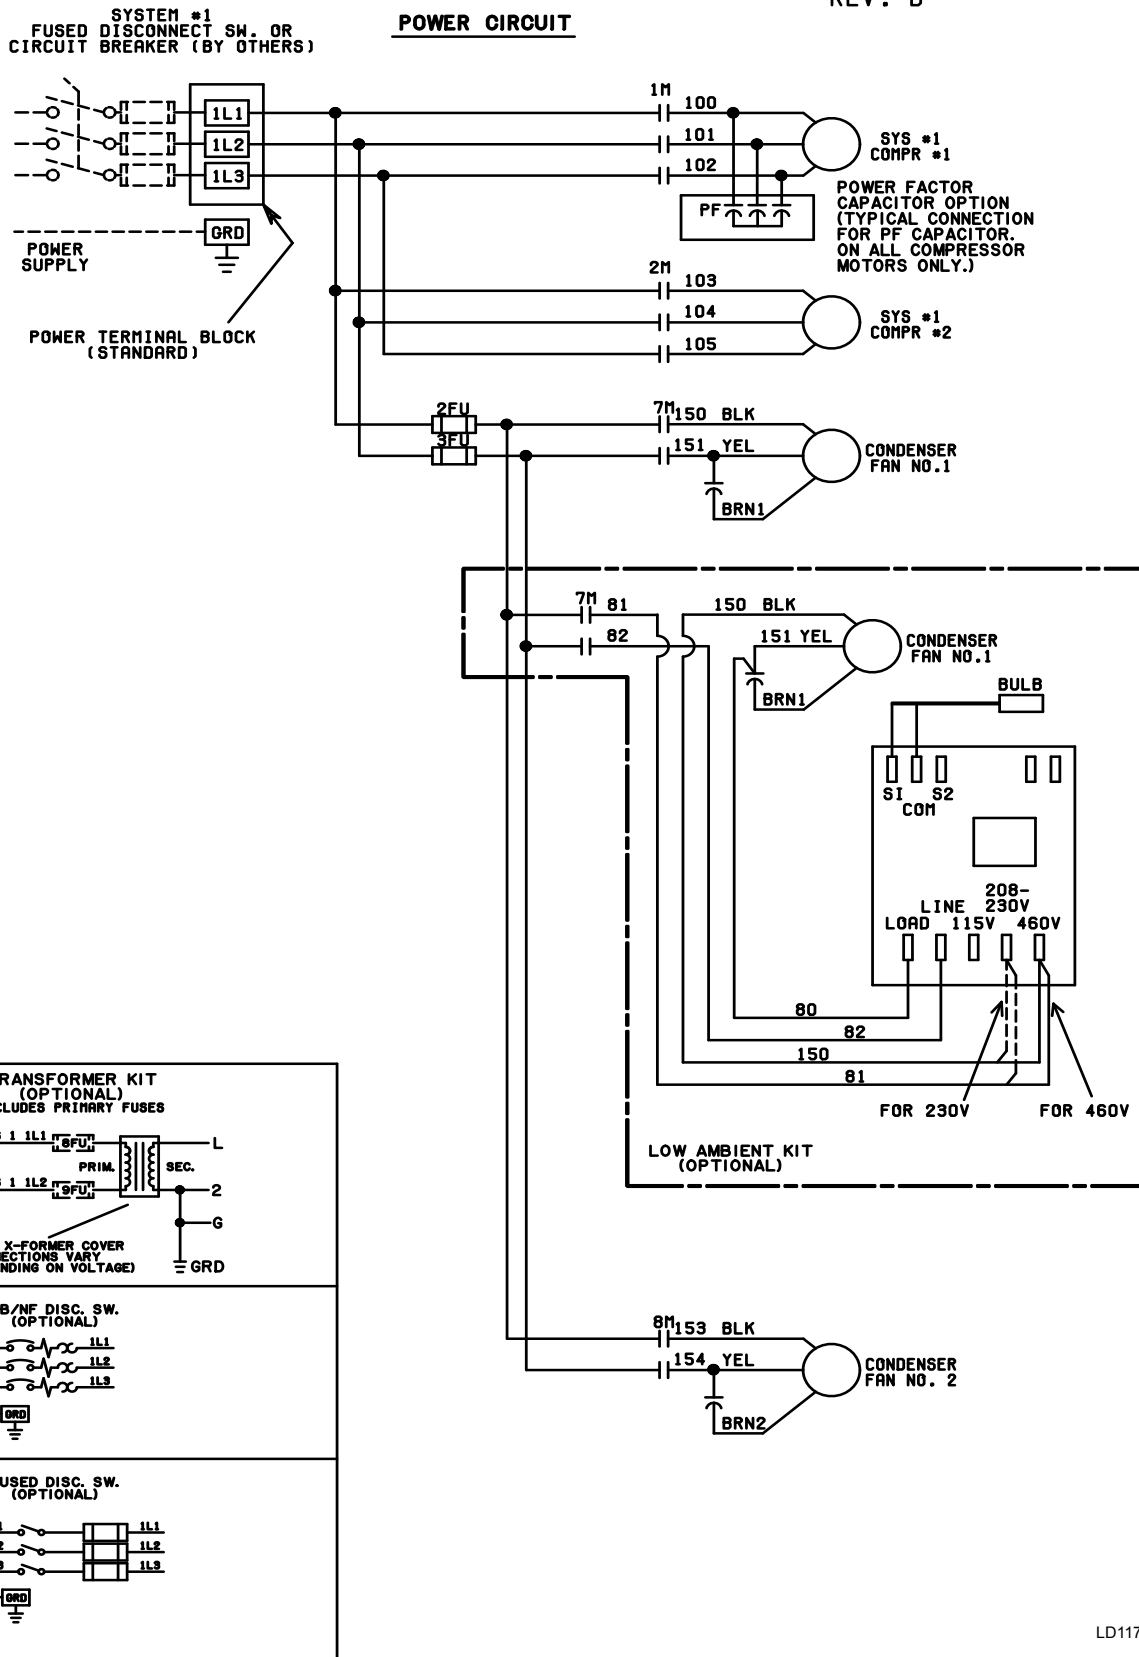 REV. B
SYSTEM *1
FUSED DISCONNECT SW. OR
CIRCUIT BREAKER (BY OTHERS)
POWER CIRCUIT
1L1
1L2
1L3
GRD
POWER
SUPPLY
POWER TERMINAL BLOCK
(STANDARD)
1M
100
101
102
PF
SYS *1
COMPR *1
POWER FACTOR
CAPACITOR OPTION
(TYPICAL CONNECTION
FOR PF CAPACITOR.
ON ALL COMPRESSOR
MOTORS ONLY.)
2M
103
104
105
SYS *1
COMPR *2
2FU
3FU
7M
150 BLK
151 YEL
BRN1
CONDENSER
FAN NO.1
7M
81
82
150 BLK
151 YEL
BRN1
CONDENSER
FAN NO.1
BULB
SI S2
COM
208-
LINE 230V
LOAD 115V 460V
80
82
150
81
FOR 230V
FOR 460V
LOW AMBIENT KIT
(OPTIONAL)
RANSFORMER KIT
(OPTIONAL)
CLUDES PRIMARY FUSES
1 1L1
8FU
L
PRIM.
SEC.
1 1L2
9FU
2
G
GRD
X-FORMER COVER
ECTIONS VARY
NDING ON VOLTAGE)
B/NF DISC. SW.
(OPTIONAL)
1L1
1L2
1L3
GRD
USED DISC. SW.
(OPTIONAL)
1L1
2 1L2
3 1L3
GRD
8M
153 BLK
154 YEL
BRN2
CONDENSER
FAN NO. 2
LD117